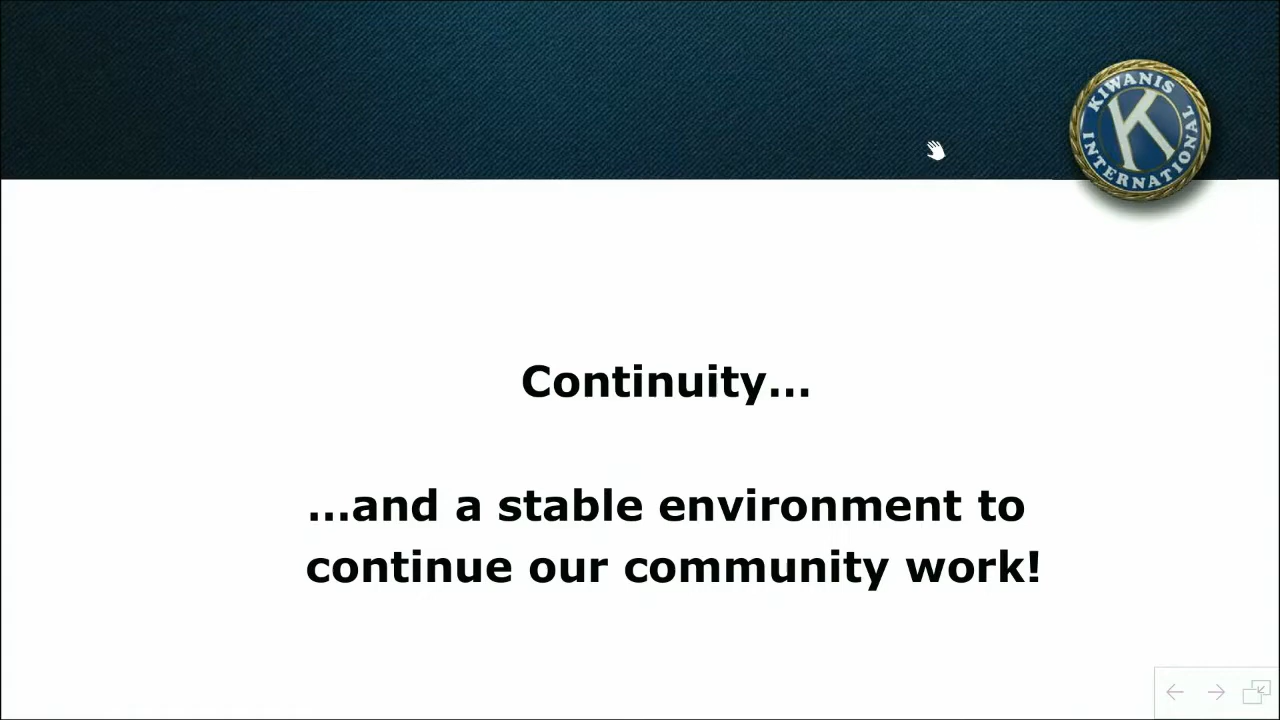 KIWANIS
K
INTERNATIONAL
Continuity...
...and a stable environment to
continue our community work!